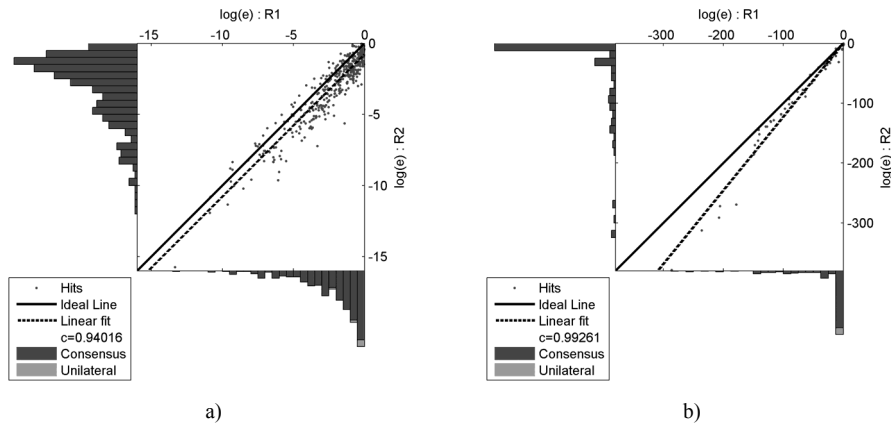 log(e) : R1
-15 -10 -5 0
0
-5
-10
-15
log(e) : R2
Hits
Ideal Line
Linear fit
c=0.94016
Consensus
Unilateral
a)
log(e) : R1
-300 -200 -100 0
0
-100
-200
-300
log(e) : R2
Hits
Ideal Line
Linear fit
c=0.99261
Consensus
Unilateral
b)